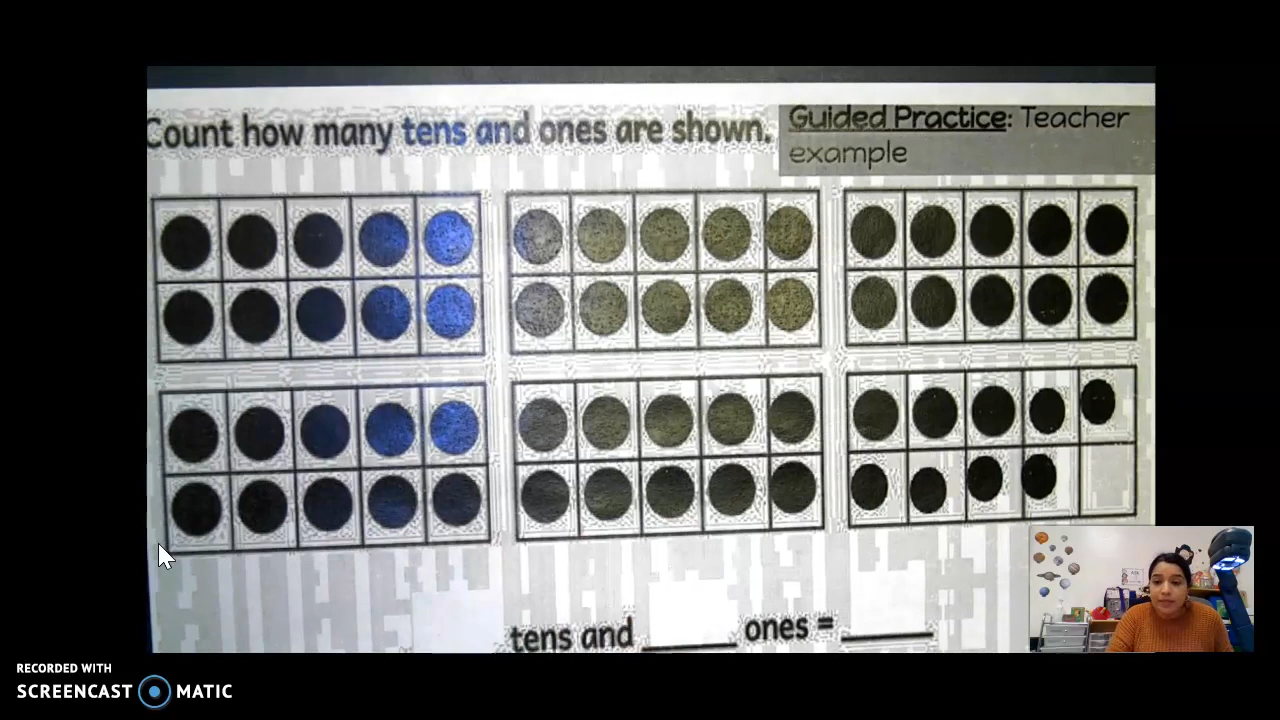 Count how many tens and ones are shown.
Guided Practice: Teacher
example
tens and ______ ones = ______
RECORDED WITH
SCREENCAST MATIC